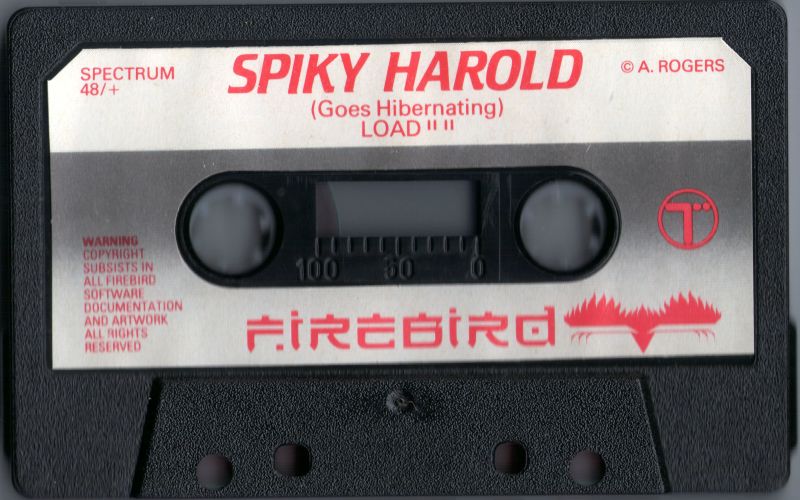 SPECTRUM
48/+
SPIKY HAROLD
© A. ROGERS
(Goes Hibernating)
LOAD " "
100 50 0
T
WARNING
COPYRIGHT
SUBSISTS IN
ALL FIREBIRD
SOFTWARE
DOCUMENTATION
AND ARTWORK
ALL RIGHTS
RESERVED
FIREBIRD